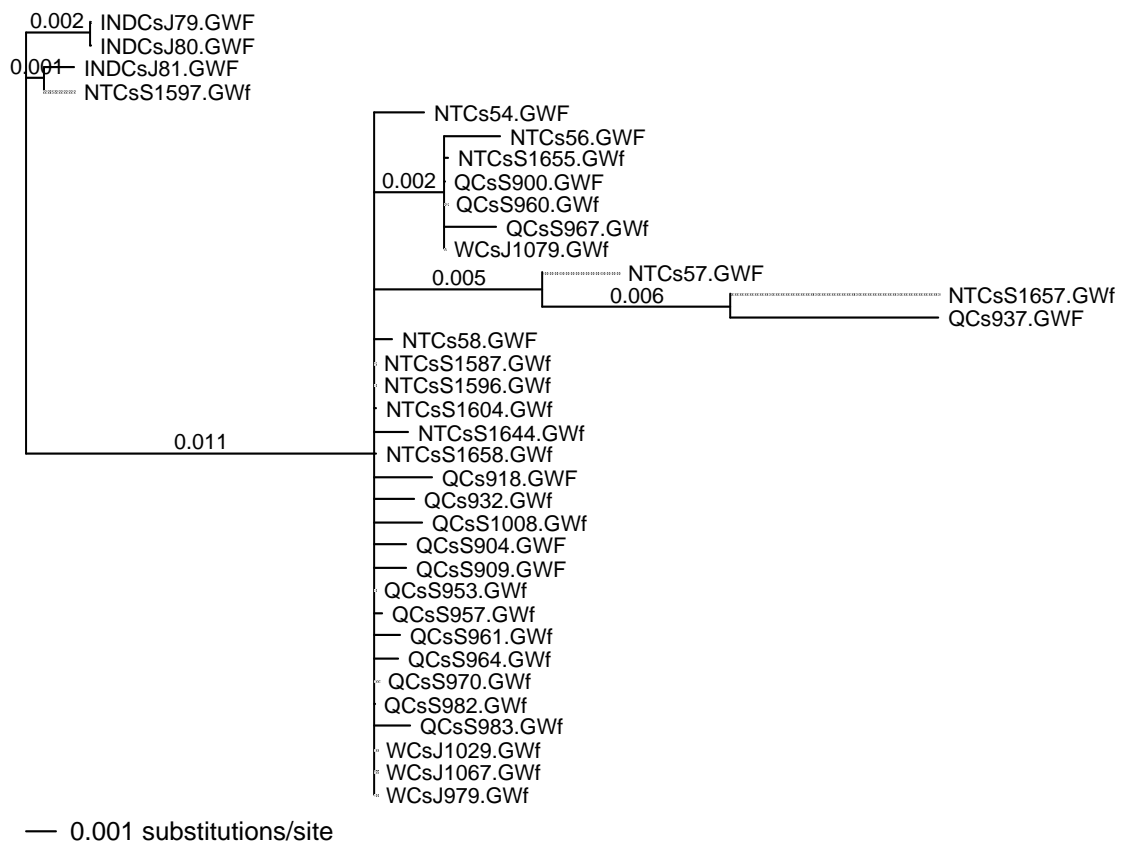 0.002
INDCsJ79.GWF
INDCsJ80.GWF
0.001
INDCsJ81.GWF
NTCsS1597.GWf
NTCs54.GWF
NTCs56.GWF
NTCsS1655.GWf
0.002
QCsS900.GWF
QCsS960.GWf
QCsS967.GWf
WCsJ1079.GWf
0.005
NTCs57.GWF
0.006
NTCsS1657.GWf
QCs937.GWF
NTCs58.GWF
NTCsS1587.GWf
NTCsS1596.GWf
NTCsS1604.GWf
NTCsS1644.GWf
0.011
NTCsS1658.GWf
QCs918.GWF
QCs932.GWf
QCsS1008.GWf
QCsS904.GWF
QCsS909.GWF
QCsS953.GWf
QCsS957.GWf
QCsS961.GWf
QCsS964.GWf
QCsS970.GWf
QCsS982.GWf
QCsS983.GWf
WCsJ1029.GWf
WCsJ1067.GWf
WCsJ979.GWf
0.001 substitutions/site